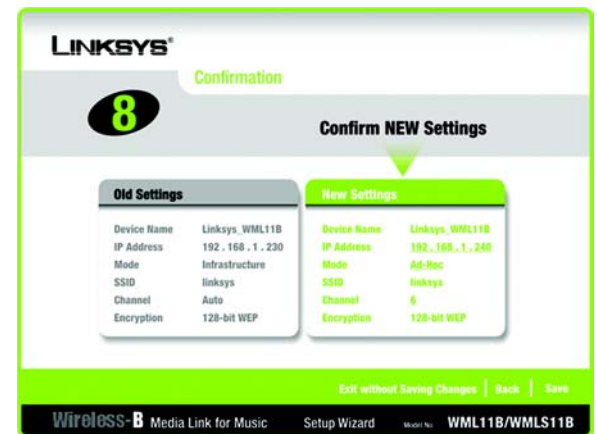 LINKSYS®
Confirmation
8
Confirm NEW Settings
Old Settings
Device Name Linksys_WML11B
IP Address 192 . 168 . 1 . 230
Mode Infrastructure
SSID linksys
Channel Auto
Encryption 128-bit WEP
New Settings
Device Name Linksys_WML11B
IP Address 192 . 168 . 1 . 240
Mode Ad-Hoc
SSID linksys
Channel 6
Encryption 128-bit WEP
Exit without Saving Changes | Back | Save
Wireless-B Media Link for Music Setup Wizard Model No. WML11B/WMLS11B